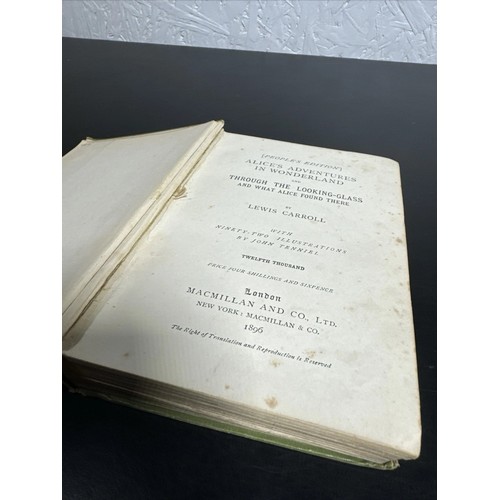 [PEOPLE'S EDITION]
ALICE'S ADVENTURES
IN WONDERLAND
AND
THROUGH THE LOOKING-GLASS
AND WHAT ALICE FOUND THERE
BY
LEWIS CARROLL
WITH
NINETY-TWO ILLUSTRATIONS
BY JOHN TENNIEL
TWELFTH THOUSAND
PRICE FOUR SHILLINGS AND SIXPENCE
London
MACMILLAN AND CO., LTD.
NEW YORK: MACMILLAN & CO.
1896
The Right of Translation and Reproduction is Reserved